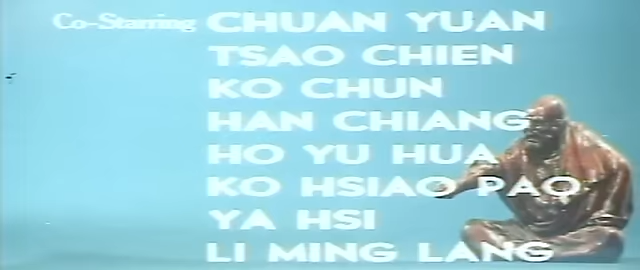 Co-Starring CHUAN YUAN
TSAO CHIEN
KO CHUN
HAN CHIANG
HO YU HUA
KO HSIAO PAO
YA HSI
LI MING LANG